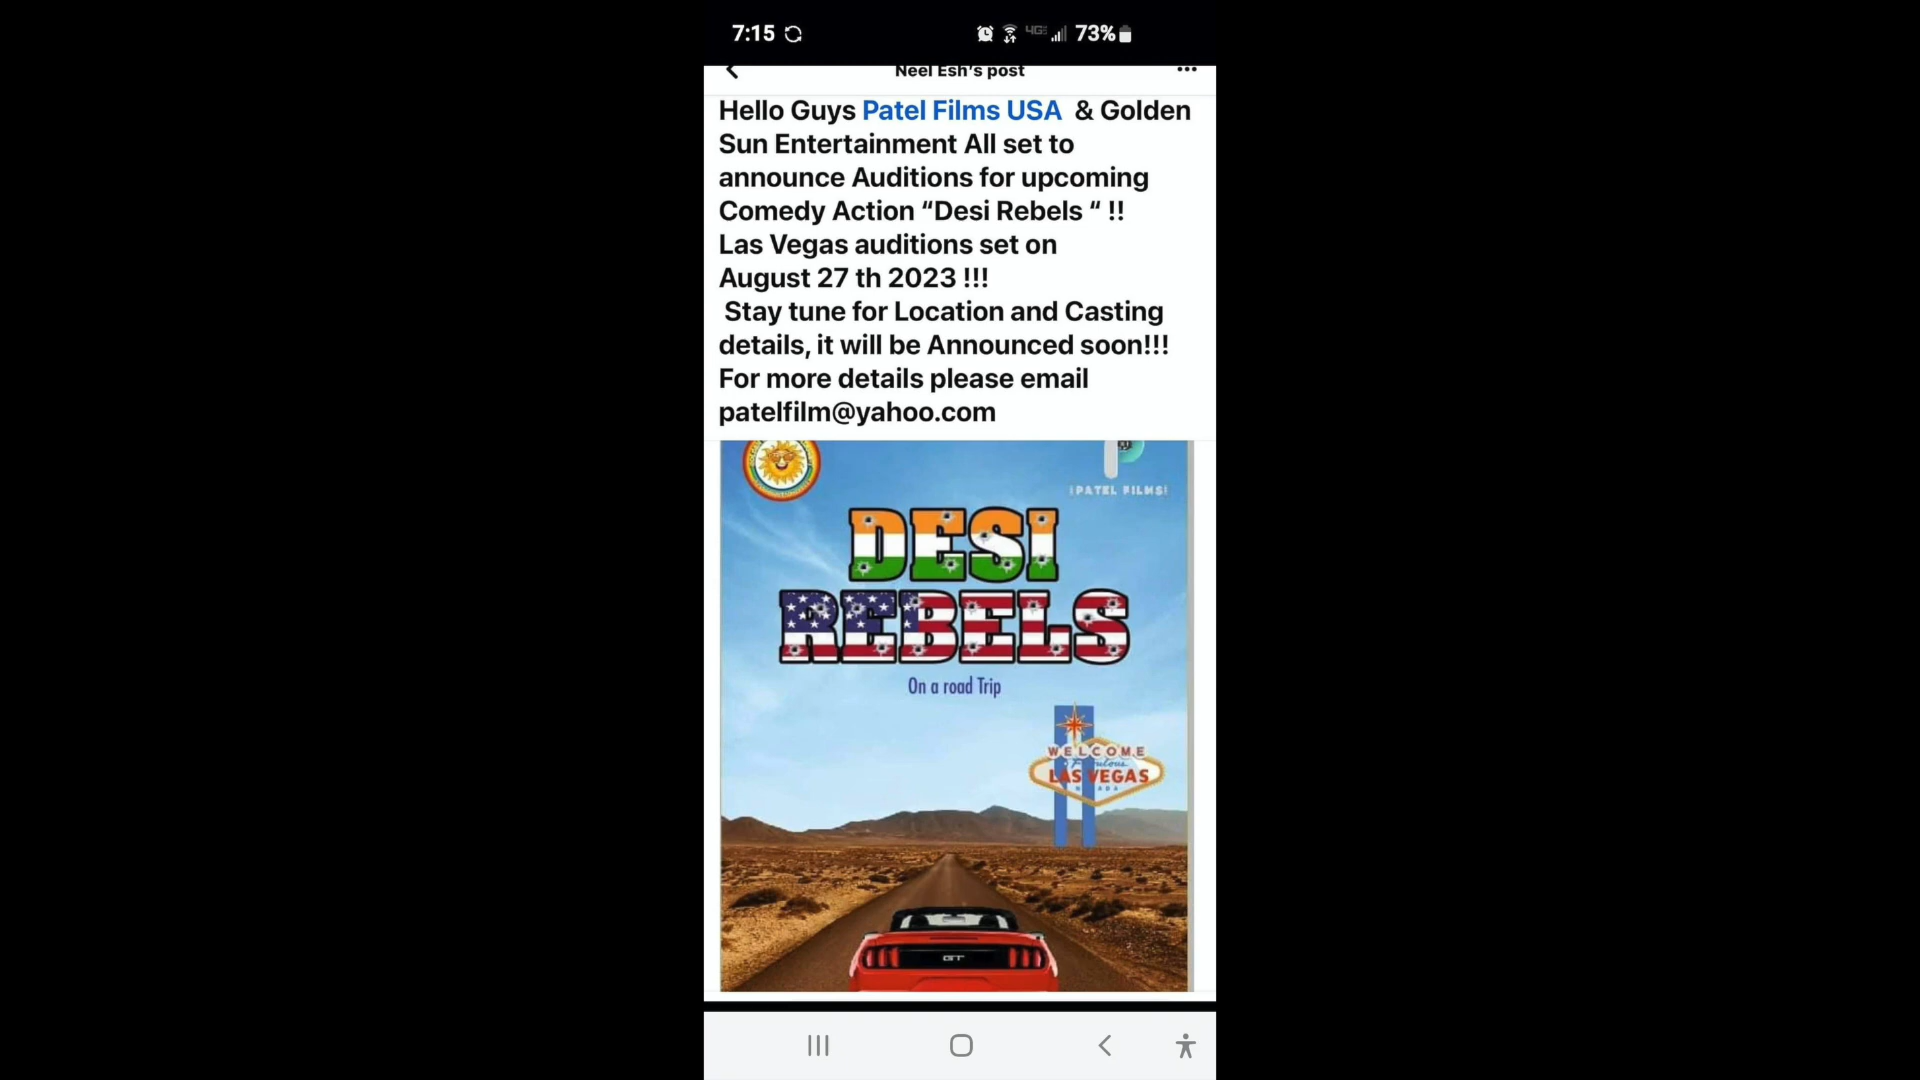 7:15 4G 73%
Neel Esh's post
Hello Guys Patel Films USA & Golden
Sun Entertainment All set to
announce Auditions for upcoming
Comedy Action “Desi Rebels “ !!
Las Vegas auditions set on
August 27 th 2023 !!!
Stay tune for Location and Casting
details, it will be Announced soon!!!
For more details please email
patelfilm@yahoo.com
PATEL FILMS
DESI
REBELS
On a road Trip
WELCOME
LAS VEGAS
GT